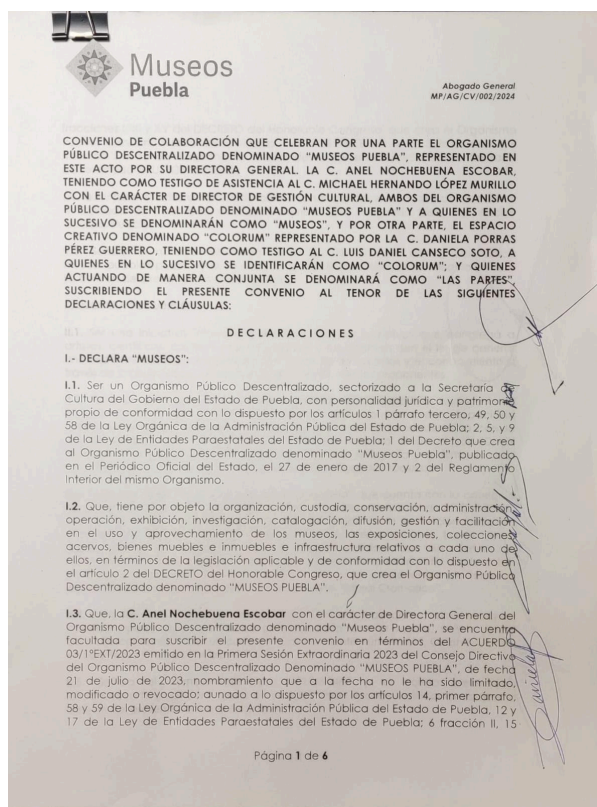 Museos
Puebla
Abogado General
MP/AG/CV/002/2024
CONVENIO DE COLABORACIÓN QUE CELEBRAN POR UNA PARTE EL ORGANISMO
PÚBLICO DESCENTRALIZADO DENOMINADO “MUSEOS PUEBLA”, REPRESENTADO EN
ESTE ACTO POR SU DIRECTORA GENERAL. LA C. ANEL NOCHEBUENA ESCOBAR,
TENIENDO COMO TESTIGO DE ASISTENCIA AL C. MICHAEL HERNANDO LÓPEZ MURILLO
CON EL CARÁCTER DE DIRECTOR DE GESTIÓN CULTURAL, AMBOS DEL ORGANISMO
PÚBLICO DESCENTRALIZADO DENOMINADO “MUSEOS PUEBLA” Y A QUIENES EN LO
SUCESIVO SE DENOMINARÁN COMO “MUSEOS”, Y POR OTRA PARTE, EL ESPACIO
CREATIVO DENOMINADO “COLORUM” REPRESENTADO POR LA C. DANIELA PORRAS
PÉREZ GUERRERO, TENIENDO COMO TESTIGO AL C. LUIS DANIEL CANSECO SOTO, A
QUIENES EN LO SUCESIVO SE IDENTIFICARÁN COMO “COLORUM”; Y QUIENES
ACTUANDO DE MANERA CONJUNTA SE DENOMINARÁ COMO “LAS PARTES”,
SUSCRIBIENDO EL PRESENTE CONVENIO AL TENOR DE LAS SIGUIENTES
DECLARACIONES Y CLÁUSULAS:
DECLARACIONES
I.- DECLARA “MUSEOS”:
I.1. Ser un Organismo Público Descentralizado, sectorizado a la Secretaría de
Cultura del Gobierno del Estado de Puebla, con personalidad jurídica y patrimonio
propio de conformidad con lo dispuesto por los artículos 1 párrafo tercero, 49, 50 y
58 de la Ley Orgánica de la Administración Pública del Estado de Puebla; 2, 5, y 9
de la Ley de Entidades Paraestatales del Estado de Puebla; 1 del Decreto que crea
al Organismo Público Descentralizado denominado “Museos Puebla”, publicado
en el Periódico Oficial del Estado, el 27 de enero de 2017 y 2 del Reglamento
Interior del mismo Organismo.
I.2. Que, tiene por objeto la organización, custodia, conservación, administración,
operación, exhibición, investigación, catalogación, difusión, gestión y facilitación
en el uso y aprovechamiento de los museos, las exposiciones, colecciones,
acervos, bienes muebles e inmuebles e infraestructura relativos a cada uno de
ellos, en términos de la legislación aplicable y de conformidad con lo dispuesto en
el artículo 2 del DECRETO del Honorable Congreso, que crea el Organismo Público
Descentralizado denominado “MUSEOS PUEBLA”.
I.3. Que, la C. Anel Nochebuena Escobar con el carácter de Directora General del
Organismo Público Descentralizado denominado “Museos Puebla”, se encuentra
facultada para suscribir el presente convenio en términos del ACUERDO
03/1ªEXT/2023 emitido en la Primera Sesión Extraordinaria 2023 del Consejo Directivo
del Organismo Público Descentralizado Denominado “MUSEOS PUEBLA”, de fecha
21 de julio de 2023, nombramiento que a la fecha no le ha sido limitado,
modificado o revocado; aunado a lo dispuesto por los artículos 14, primer párrafo,
58 y 59 de la Ley Orgánica de la Administración Pública del Estado de Puebla, 12 y
17 de la Ley de Entidades Paraestatales del Estado de Puebla; 6 fracción II, 15
Página 1 de 6